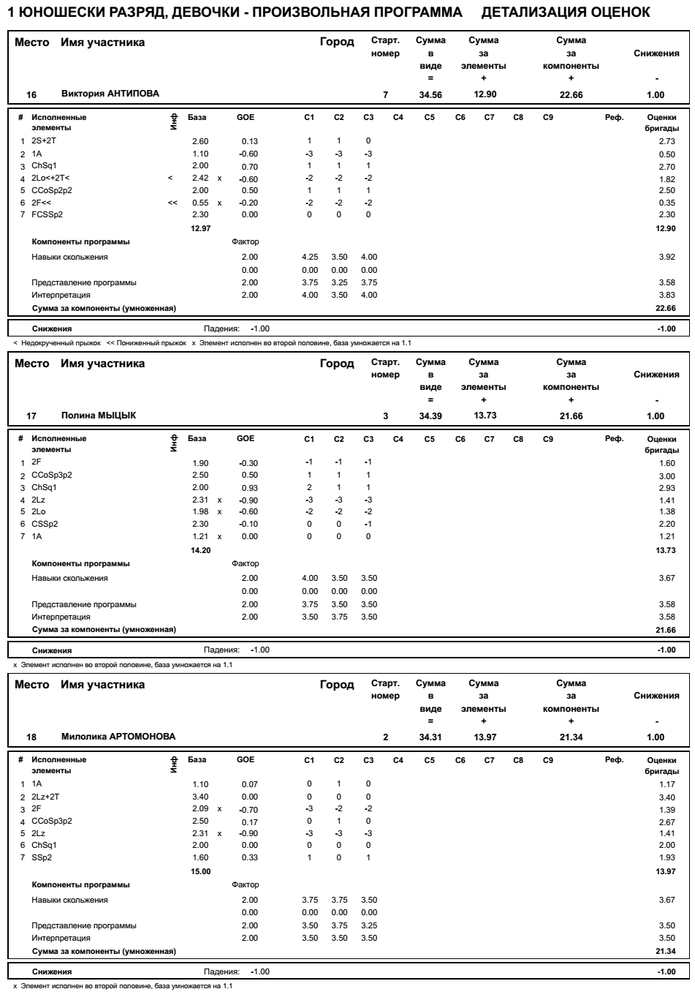 1 ЮНОШЕСКИ РАЗРЯД, ДЕВОЧКИ - ПРОИЗВОЛЬНАЯ ПРОГРАММА ДЕТАЛИЗАЦИЯ ОЦЕНОК
Место Имя участника Город Старт. номер Сумма в виде = Сумма за элементы + Сумма за компоненты + Снижения -
16 Виктория АНТИПОВА 7 34.56 12.90 22.66 1.00
# Исполненные элементы Инф База GOE C1 C2 C3 C4 C5 C6 C7 C8 C9 Реф. Оценки бригады
1 2S+2T 2.60 0.13 1 1 0 2.73
2 1A 1.10 -0.60 -3 -3 -3 0.50
3 ChSq1 2.00 0.70 1 1 1 2.70
4 2Lo<+2T< < 2.42 x -0.60 -2 -2 -2 1.82
5 CCoSp2p2 2.00 0.50 1 1 1 2.50
6 2F<< << 0.55 x -0.20 -2 -2 -2 0.35
7 FCSSp2 2.30 0.00 0 0 0 2.30
12.97 12.90
Компоненты программы Фактор
Навыки скольжения 2.00 4.25 3.50 4.00 3.92
0.00 0.00 0.00 0.00
Представление программы 2.00 3.75 3.25 3.75 3.58
Интерпретация 2.00 4.00 3.50 4.00 3.83
Сумма за компоненты (умноженная) 22.66
Снижения Падения: -1.00 -1.00
< Недокрученный прыжок << Пониженный прыжок x Элемент исполнен во второй половине, база умножается на 1.1
Место Имя участника Город Старт. номер Сумма в виде = Сумма за элементы + Сумма за компоненты + Снижения -
17 Полина МЫЦЫК 3 34.39 13.73 21.66 1.00
# Исполненные элементы Инф База GOE C1 C2 C3 C4 C5 C6 C7 C8 C9 Реф. Оценки бригады
1 2F 1.90 -0.30 -1 -1 -1 1.60
2 CCoSp3p2 2.50 0.50 1 1 1 3.00
3 ChSq1 2.00 0.93 2 1 1 2.93
4 2Lz 2.31 x -0.90 -3 -3 -3 1.41
5 2Lo 1.98 x -0.60 -2 -2 -2 1.38
6 CSSp2 2.30 -0.10 0 0 -1 2.20
7 1A 1.21 x 0.00 0 0 0 1.21
14.20 13.73
Компоненты программы Фактор
Навыки скольжения 2.00 4.00 3.50 3.50 3.67
0.00 0.00 0.00 0.00
Представление программы 2.00 3.75 3.50 3.50 3.58
Интерпретация 2.00 3.50 3.75 3.50 3.58
Сумма за компоненты (умноженная) 21.66
Снижения Падения: -1.00 -1.00
x Элемент исполнен во второй половине, база умножается на 1.1
Место Имя участника Город Старт. номер Сумма в виде = Сумма за элементы + Сумма за компоненты + Снижения -
18 Милолика АРТОМОНОВА 2 34.31 13.97 21.34 1.00
# Исполненные элементы Инф База GOE C1 C2 C3 C4 C5 C6 C7 C8 C9 Реф. Оценки бригады
1 1A 1.10 0.07 0 1 0 1.17
2 2Lz+2T 3.40 0.00 0 0 0 3.40
3 2F 2.09 x -0.70 -3 -2 -2 1.39
4 CCoSp3p2 2.50 0.17 0 1 0 2.67
5 2Lz 2.31 x -0.90 -3 -3 -3 1.41
6 ChSq1 2.00 0.00 0 0 0 2.00
7 SSp2 1.60 0.33 1 0 1 1.93
15.00 13.97
Компоненты программы Фактор
Навыки скольжения 2.00 3.75 3.75 3.50 3.67
0.00 0.00 0.00 0.00
Представление программы 2.00 3.50 3.75 3.25 3.50
Интерпретация 2.00 3.50 3.50 3.50 3.50
Сумма за компоненты (умноженная) 21.34
Снижения Падения: -1.00 -1.00
x Элемент исполнен во второй половине, база умножается на 1.1